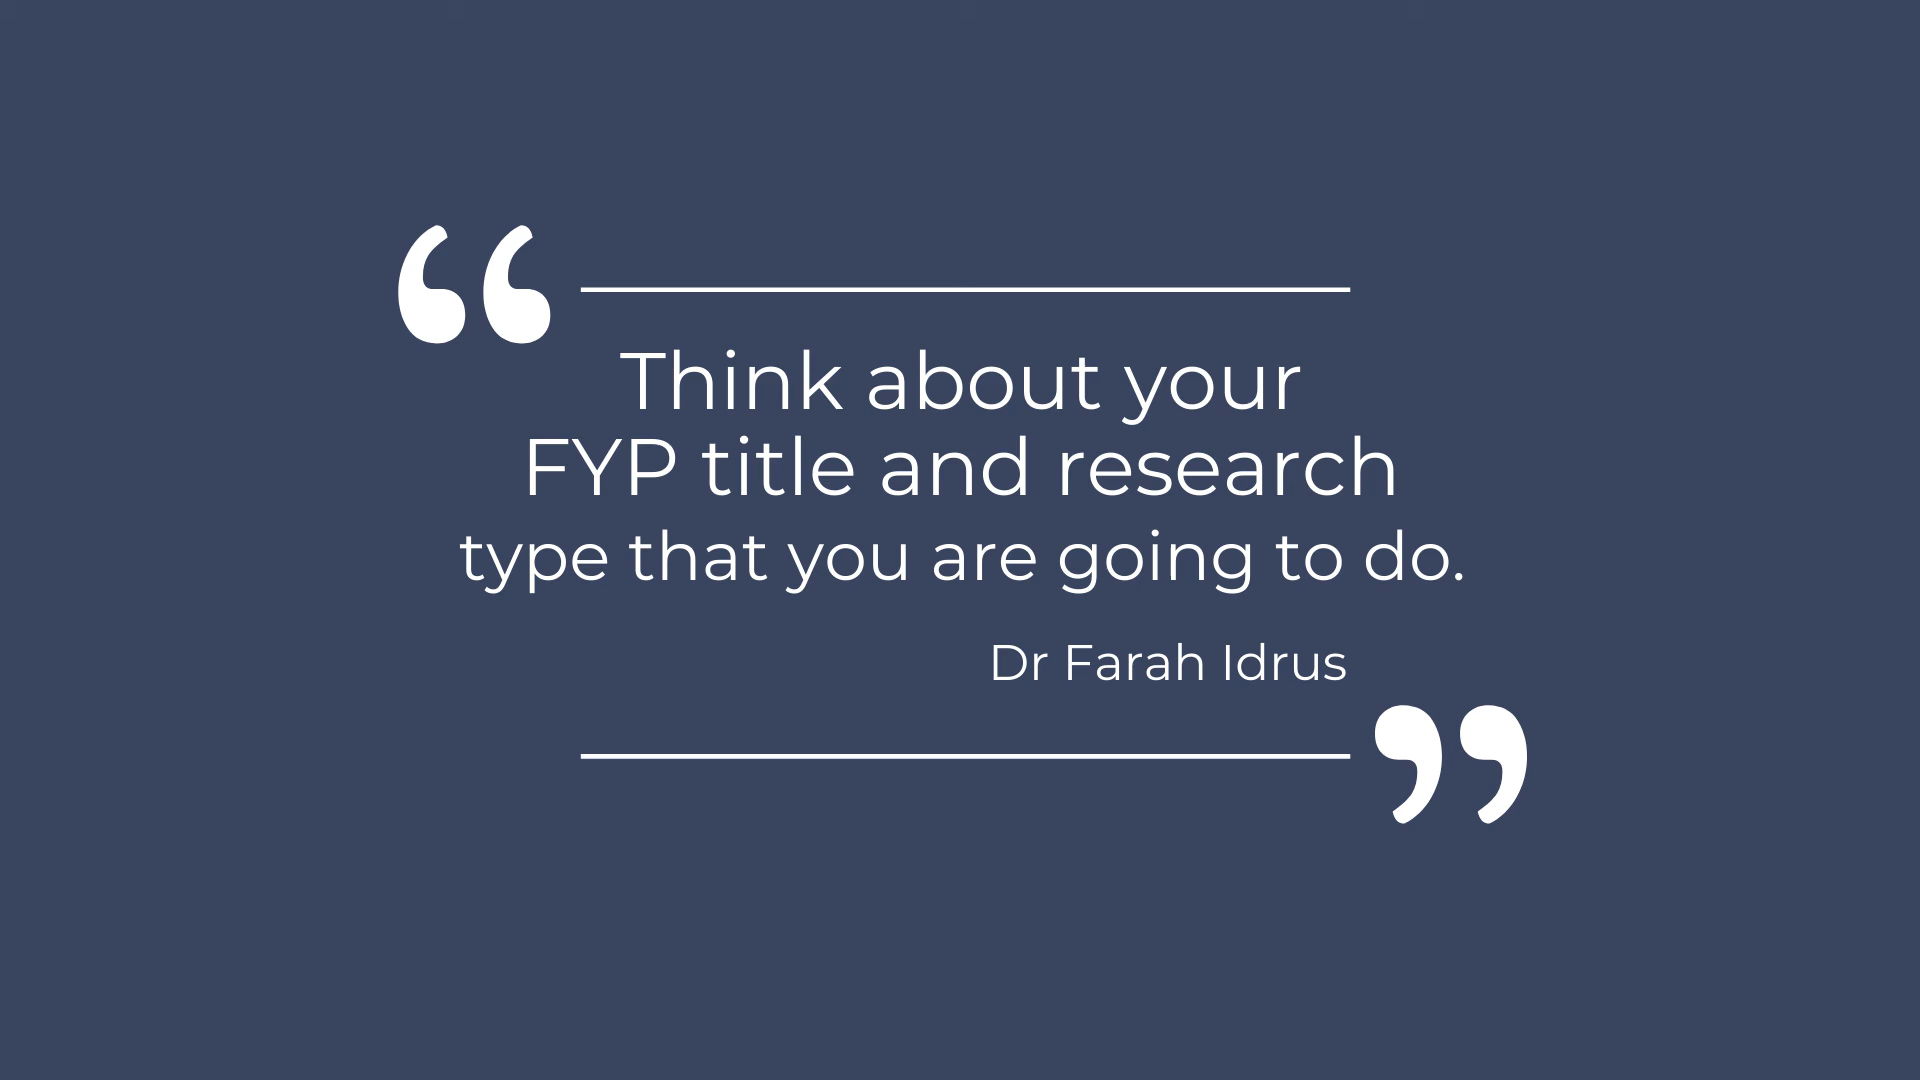 “
Think about your
FYP title and research
type that you are going to do.
Dr Farah Idrus
”